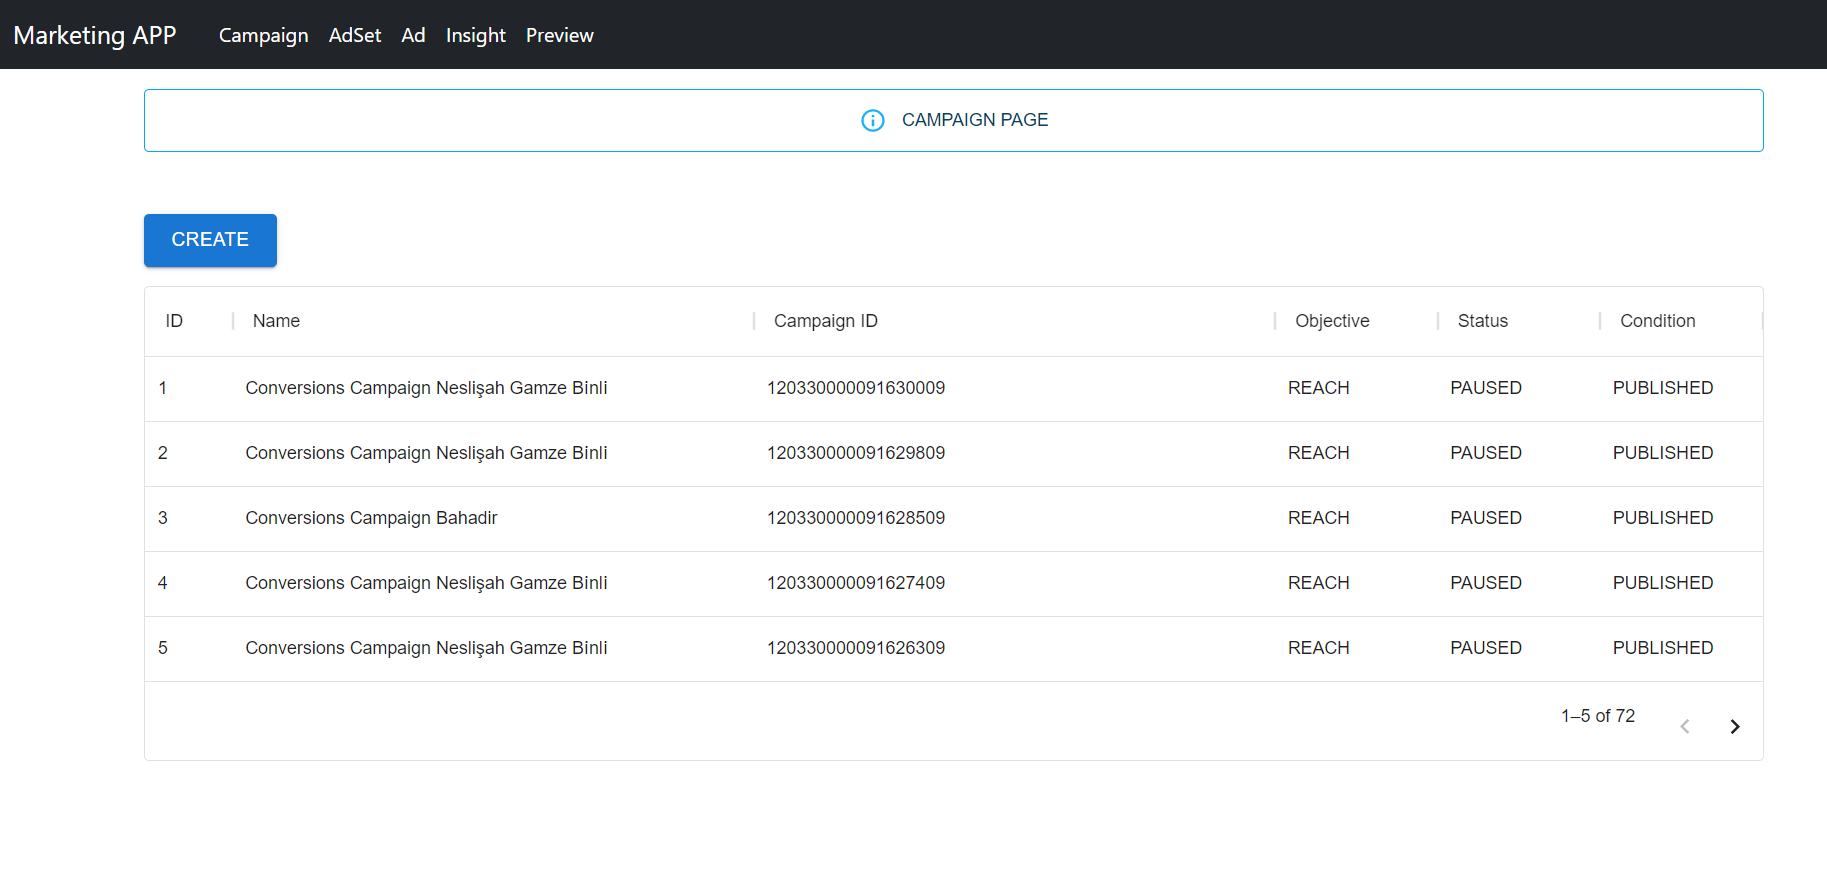 Marketing APP Campaign AdSet Ad Insight Preview
CAMPAIGN PAGE
CREATE
ID Name Campaign ID Objective Status Condition
1 Conversions Campaign Neslişah Gamze Binli 120330000091630009 REACH PAUSED PUBLISHED
2 Conversions Campaign Neslişah Gamze Binli 120330000091629809 REACH PAUSED PUBLISHED
3 Conversions Campaign Bahadir 120330000091628509 REACH PAUSED PUBLISHED
4 Conversions Campaign Neslişah Gamze Binli 120330000091627409 REACH PAUSED PUBLISHED
5 Conversions Campaign Neslişah Gamze Binli 120330000091626309 REACH PAUSED PUBLISHED
1–5 of 72